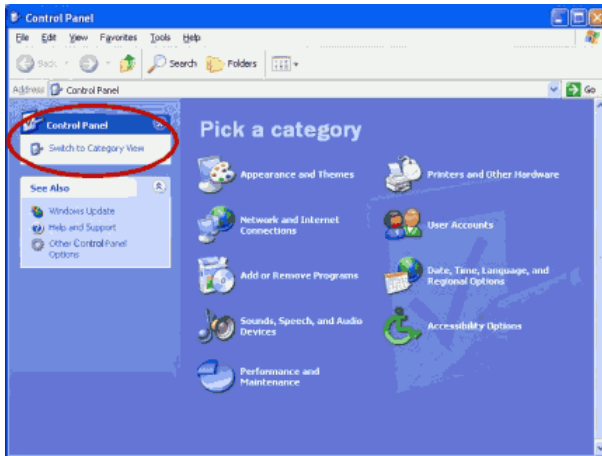 Control Panel
File Edit View Favorites Tools Help
Back Search Folders
Address Control Panel Go
Control Panel
Switch to Category View
See Also
Windows Update
Help and Support
Other Control Panel
Options
Pick a category
Appearance and Themes
Printers and Other Hardware
Network and Internet
Connections
User Accounts
Add or Remove Programs
Date, Time, Language, and
Regional Options
Sounds, Speech, and Audio
Devices
Accessibility Options
Performance and
Maintenance